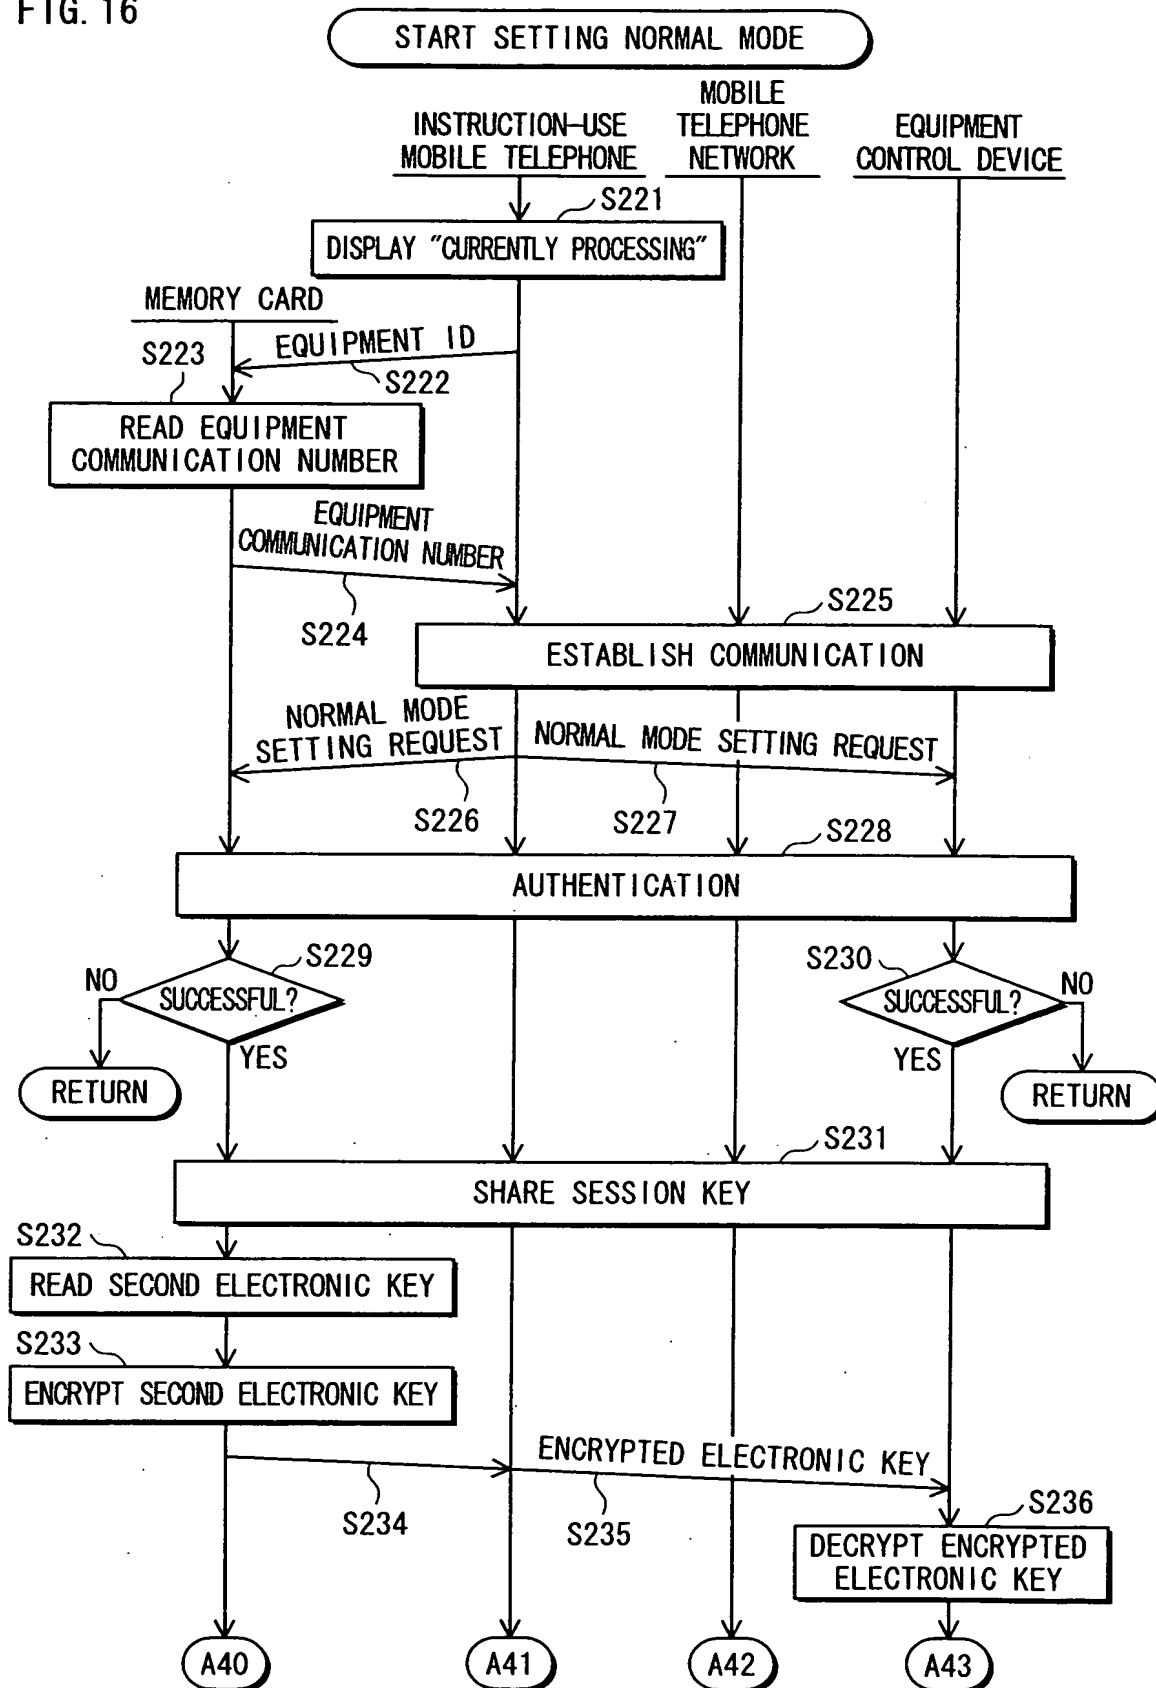 FIG. 16
START SETTING NORMAL MODE
INSTRUCTION-USE
MOBILE TELEPHONE
MOBILE
TELEPHONE
NETWORK
EQUIPMENT
CONTROL DEVICE
S221
DISPLAY "CURRENTLY PROCESSING"
MEMORY CARD
EQUIPMENT ID
S222
S223
READ EQUIPMENT
COMMUNICATION NUMBER
EQUIPMENT
COMMUNICATION NUMBER
S224
S225
ESTABLISH COMMUNICATION
NORMAL MODE
SETTING REQUEST
NORMAL MODE SETTING REQUEST
S226
S227
S228
AUTHENTICATION
S229
NO
SUCCESSFUL?
YES
RETURN
S230
SUCCESSFUL?
NO
YES
RETURN
S231
SHARE SESSION KEY
S232
READ SECOND ELECTRONIC KEY
S233
ENCRYPT SECOND ELECTRONIC KEY
ENCRYPTED ELECTRONIC KEY
S234
S235
S236
DECRYPT ENCRYPTED
ELECTRONIC KEY
A40
A41
A42
A43